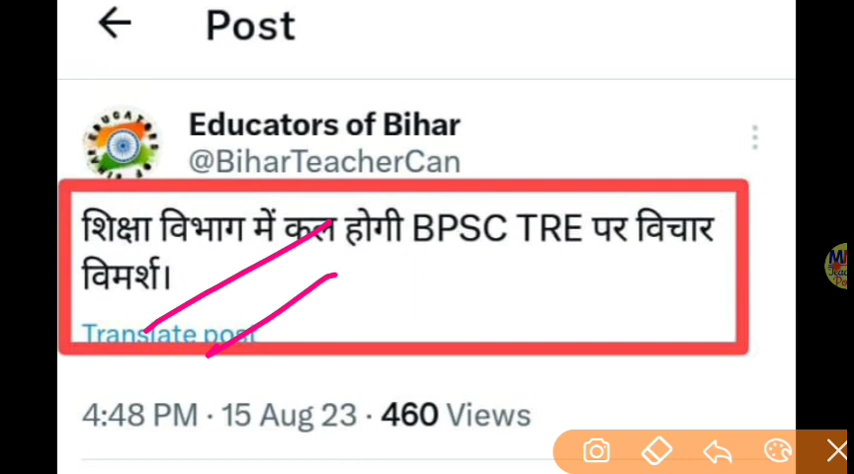 Post
Educators of Bihar
@BiharTeacherCan
शिक्षा विभाग में कल होगी BPSC TRE पर विचार
विमर्श।
Translate post
4:48 PM · 15 Aug 23 · 460 Views